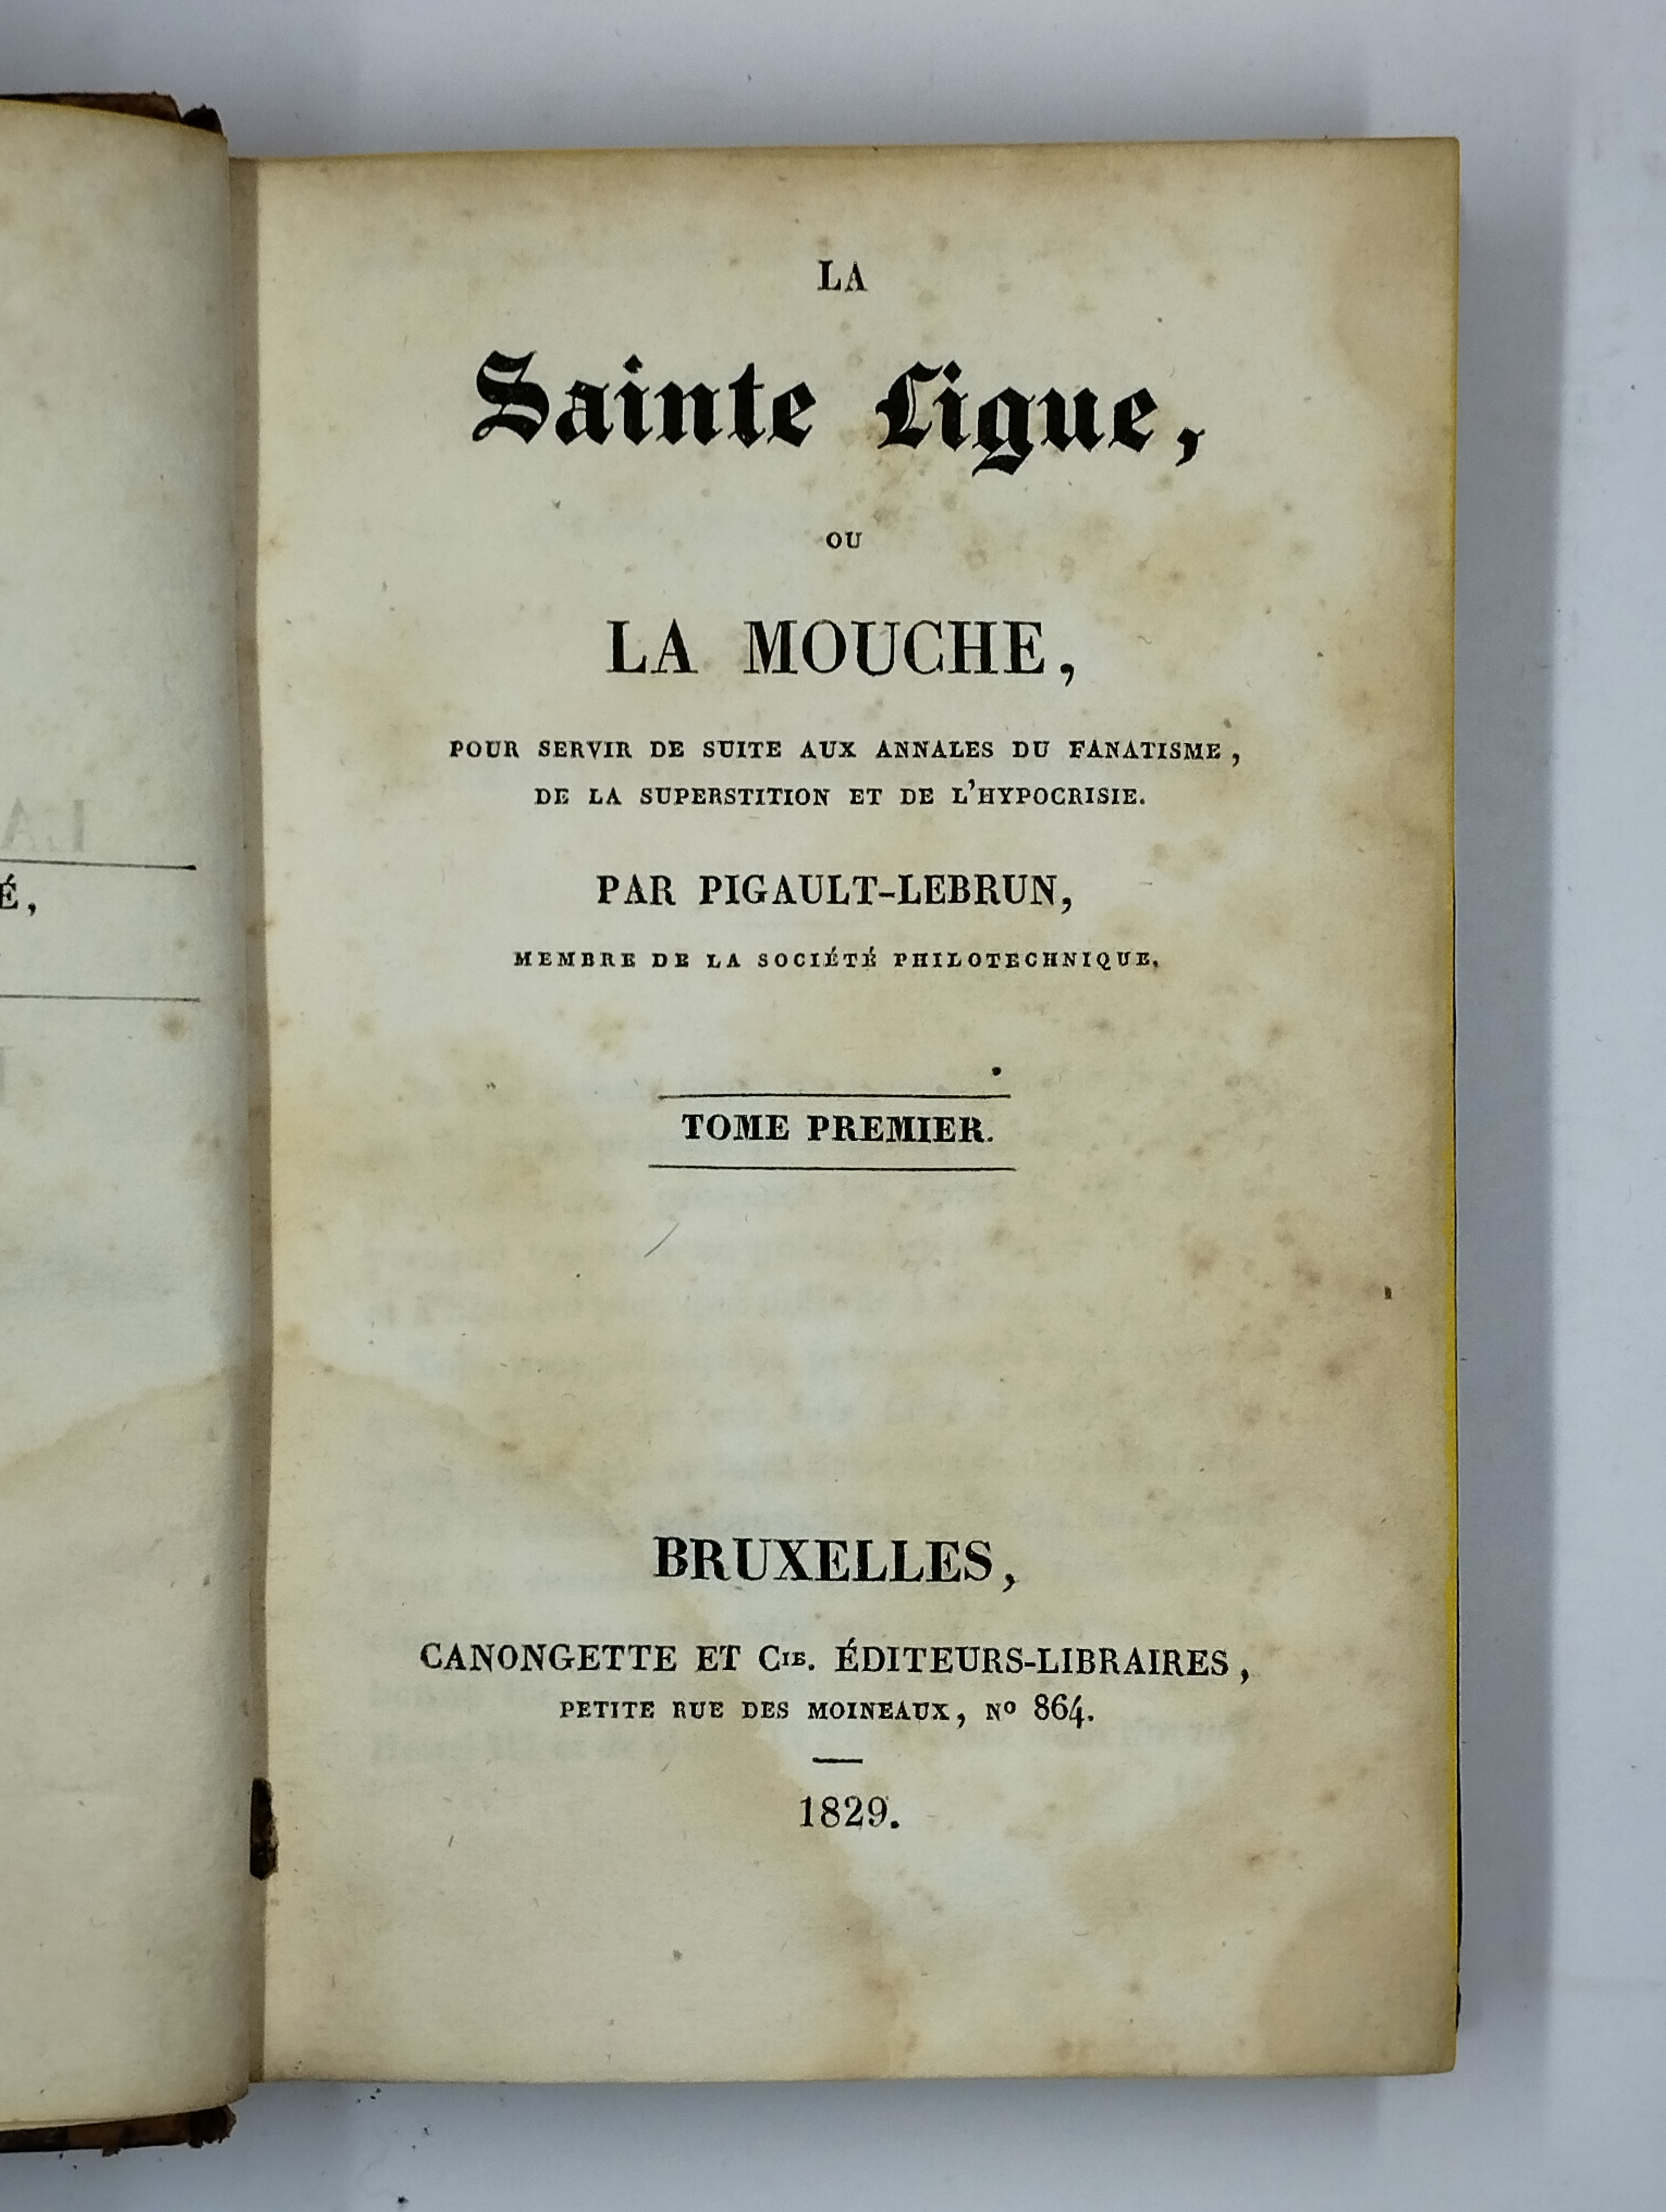 É,
LA
Sainte Ligue,
OU
LA MOUCHE,
POUR SERVIR DE SUITE AUX ANNALES DU FANATISME,
DE LA SUPERSTITION ET DE L'HYPOCRISIE.
PAR PIGAULT-LEBRUN,
MEMBRE DE LA SOCIÉTÉ PHILOTECHNIQUE.
TOME PREMIER.
BRUXELLES,
CANONGETTE ET CIE. ÉDITEURS-LIBRAIRES,
PETITE RUE DES MOINEAUX, Nº 864.
1829.